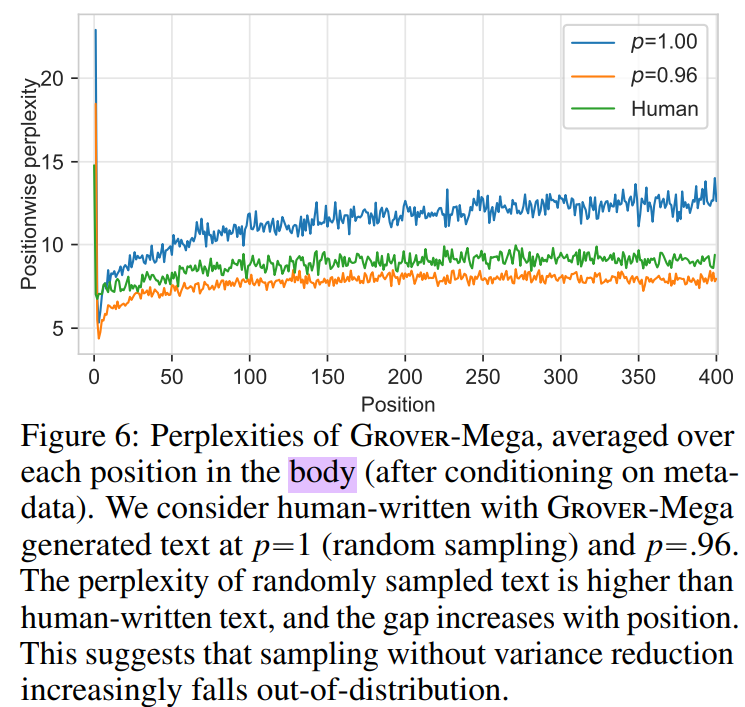 p=1.00
p=0.96
Human
Positionwise perplexity
20
15
10
5
0 50 100 150 200 250 300 350 400
Position
Figure 6: Perplexities of GROVER-Mega, averaged over
each position in the body (after conditioning on meta-
data). We consider human-written with GROVER-Mega
generated text at p=1 (random sampling) and p=.96.
The perplexity of randomly sampled text is higher than
human-written text, and the gap increases with position.
This suggests that sampling without variance reduction
increasingly falls out-of-distribution.